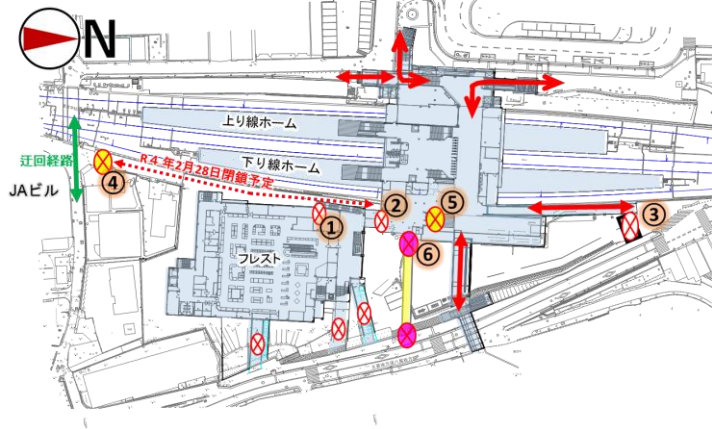 N
上り線ホーム
下り線ホーム
迂回経路
R4年2月28日閉鎖予定
JAビル
④
②
⑤
③
①
⑥
フレスト